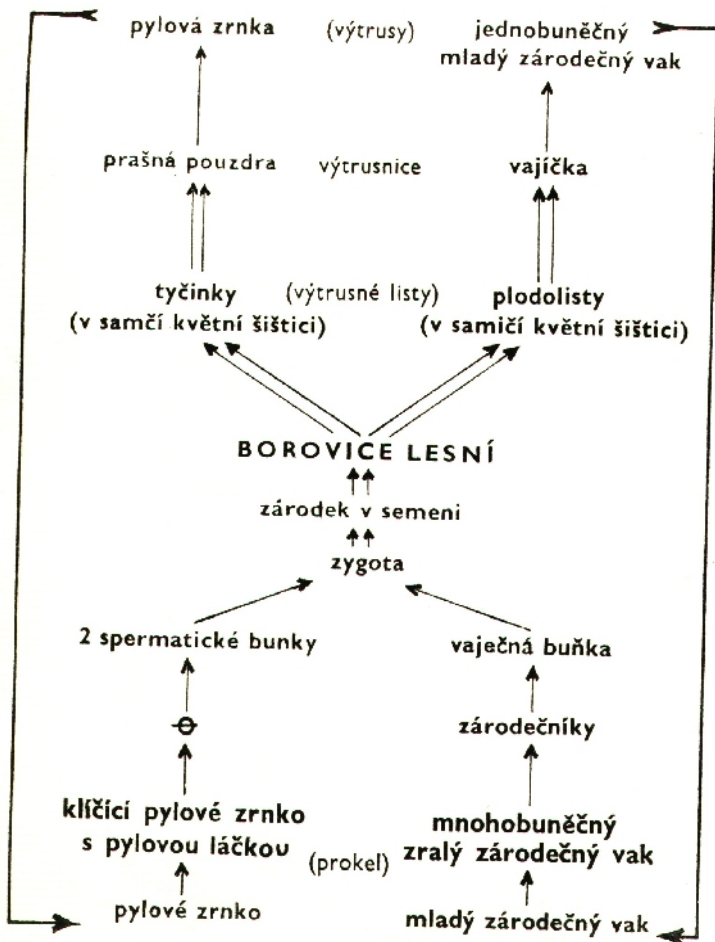 pylová zrnka (výtrusy) jednobuněčný
mladý zárodečný vak
prašná pouzdra výtrusnice vajíčka
tyčinky (výtrusné listy) plodolisty
(v samčí květní šištici) (v samičí květní šištici)
BOROVICE LESNÍ
zárodek v semeni
zygota
2 spermatické bunky vaječná buňka
zárodečníky
klíčící pylové zrnko
s pylovou láčkou
(prokel)
mnohobuněčný
zralý zárodečný vak
pylové zrnko mladý zárodečný vak